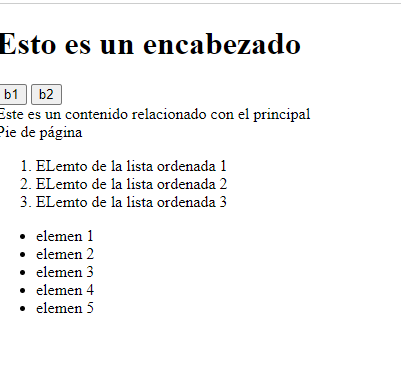 Esto es un encabezado
b1 b2
Este es un contenido relacionado con el principal
Pie de página
1. ELemto de la lista ordenada 1
2. ELemto de la lista ordenada 2
3. ELemto de la lista ordenada 3
• elemen 1
• elemen 2
• elemen 3
• elemen 4
• elemen 5